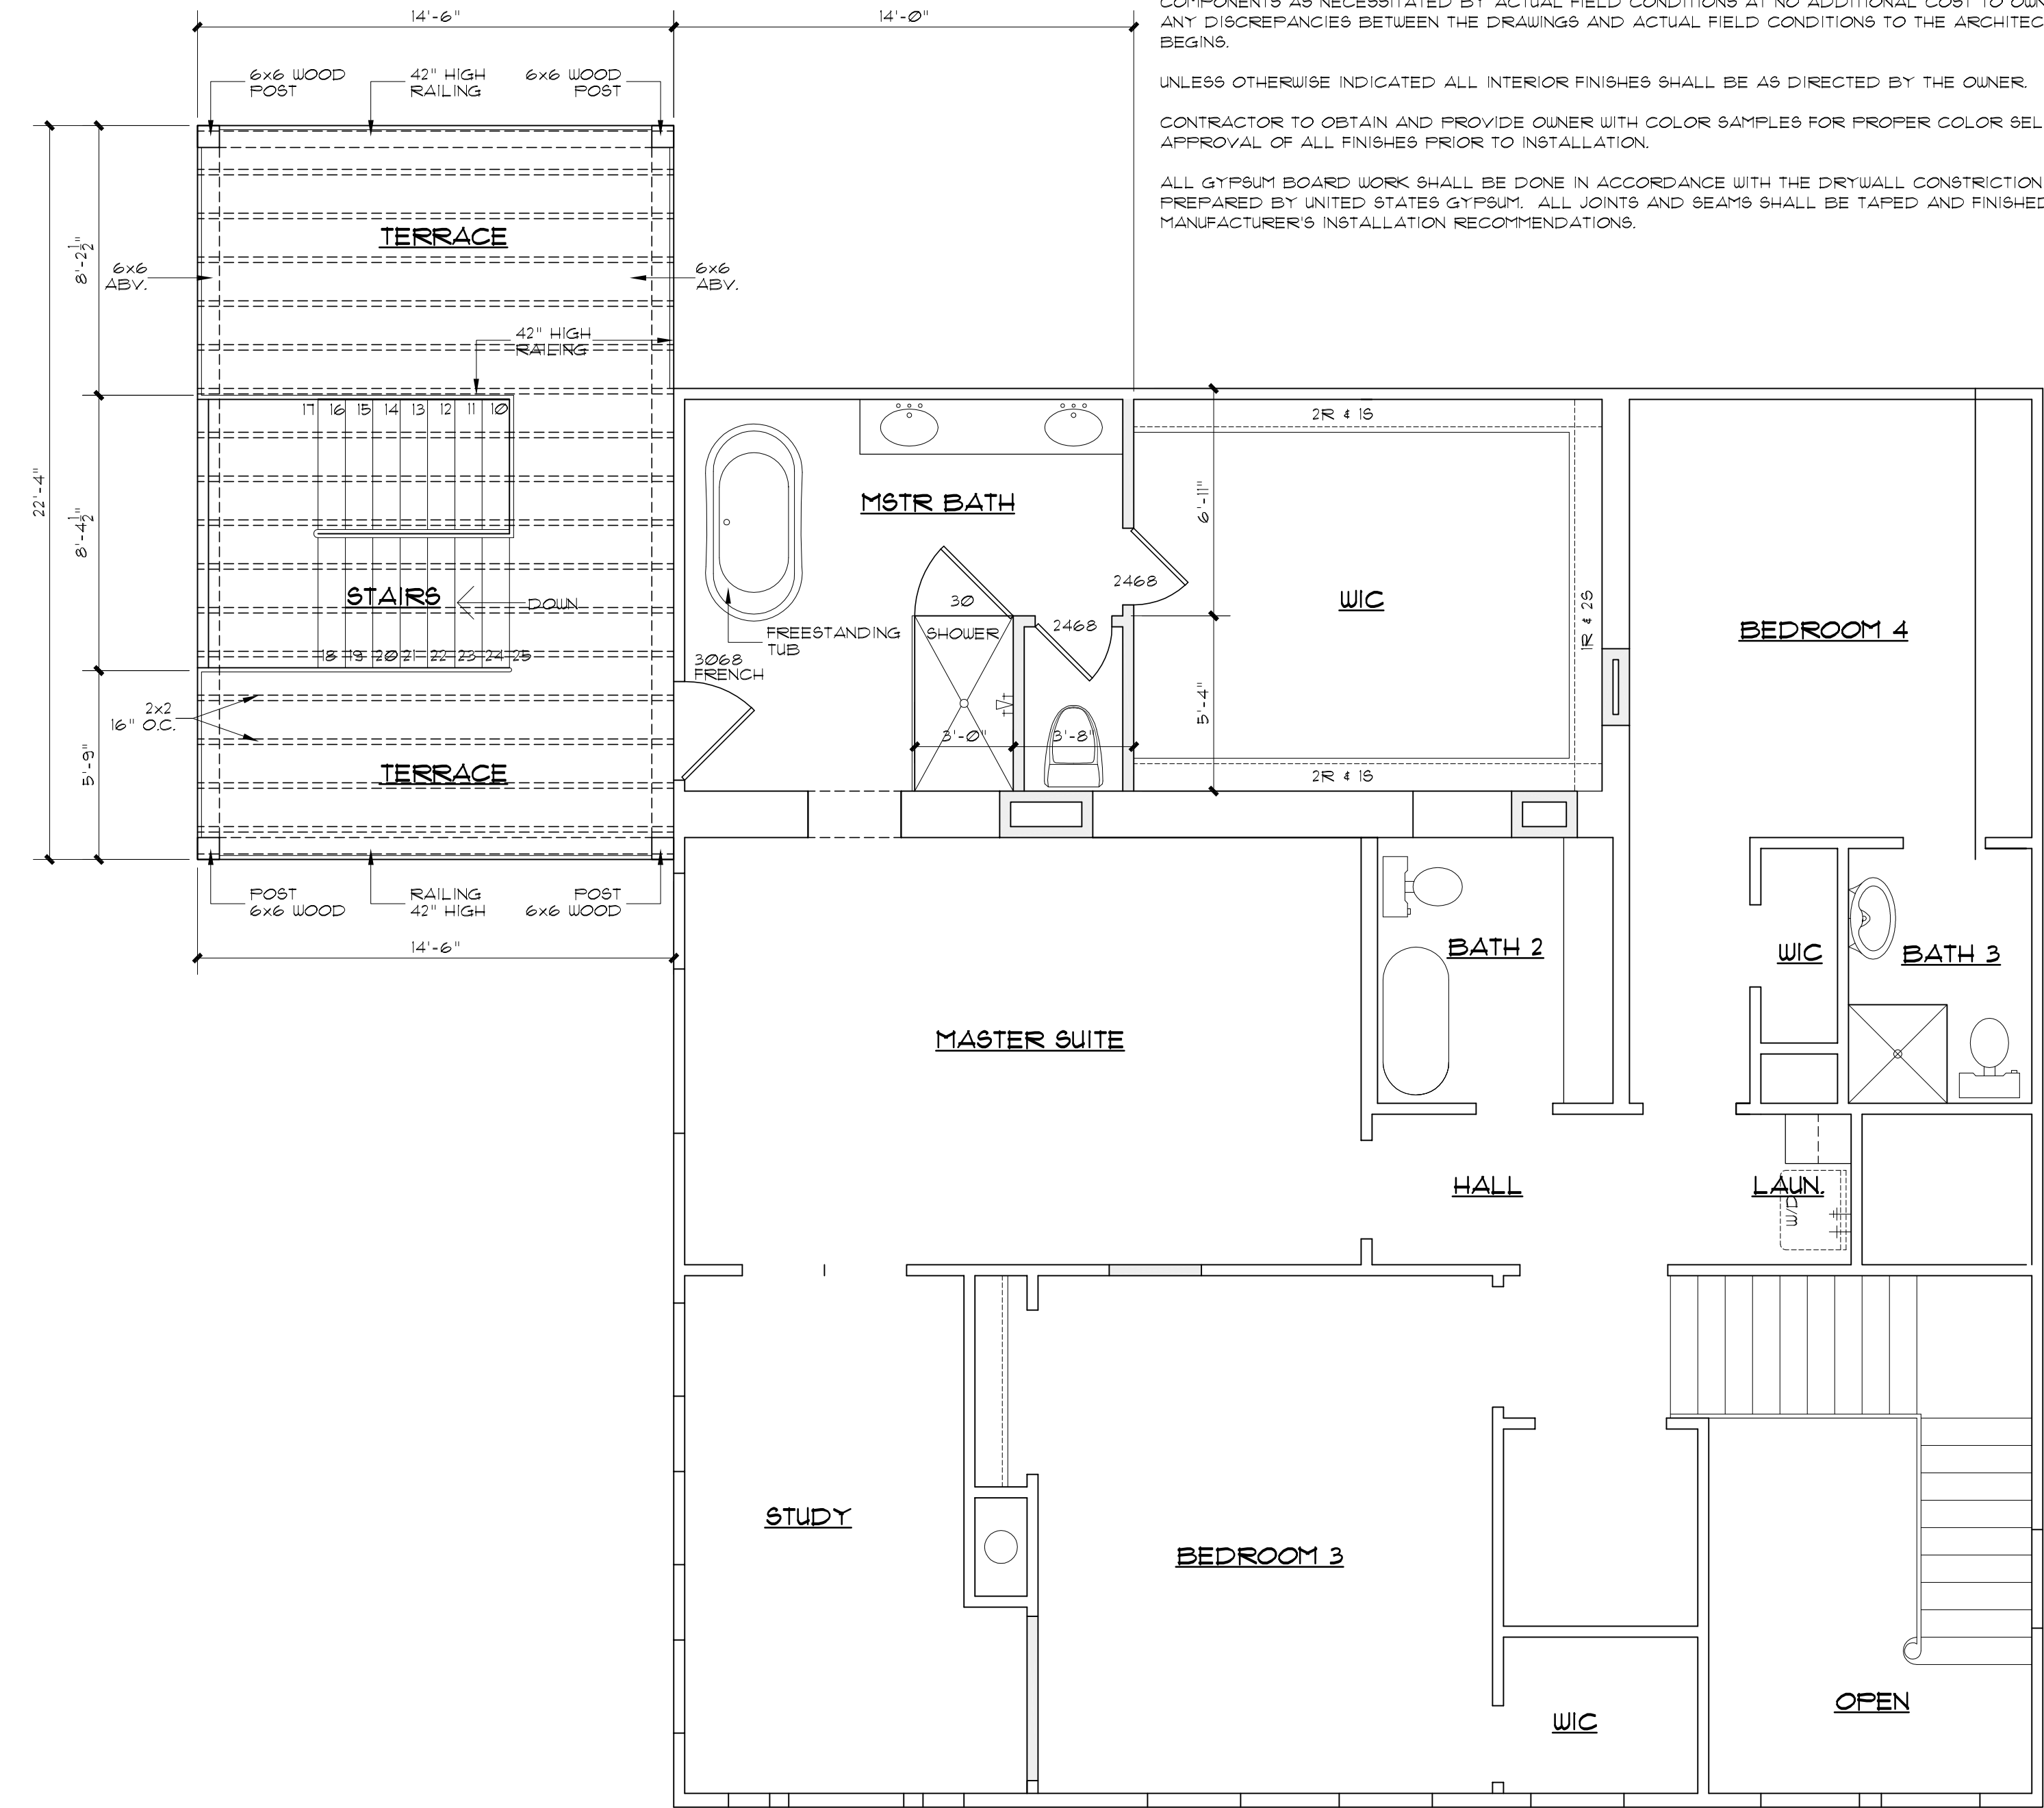 14'-6"
14'-0"
COMPONENTS AS NECESSITATED BY ACTUAL FIELD CONDITIONS AT NO ADDITIONAL COST TO OWN
ANY DISCREPANCIES BETWEEN THE DRAWINGS AND ACTUAL FIELD CONDITIONS TO THE ARCHITEC
BEGINS.
UNLESS OTHERWISE INDICATED ALL INTERIOR FINISHES SHALL BE AS DIRECTED BY THE OWNER.
CONTRACTOR TO OBTAIN AND PROVIDE OWNER WITH COLOR SAMPLES FOR PROPER COLOR SEL
APPROVAL OF ALL FINISHES PRIOR TO INSTALLATION.
ALL GYPSUM BOARD WORK SHALL BE DONE IN ACCORDANCE WITH THE DRYWALL CONSTRICTION
PREPARED BY UNITED STATES GYPSUM. ALL JOINTS AND SEAMS SHALL BE TAPED AND FINISHED
MANUFACTURER'S INSTALLATION RECOMMENDATIONS.
6x6 WOOD
POST
42" HIGH
RAILING
6x6 WOOD
POST
TERRACE
8'-2 1/2"
6x6
ABV.
6x6
ABV.
42" HIGH
RAILING
22'-4"
8'-4 1/2"
17 16 15 14 13 12 11 10
STAIRS
DOWN
18 19 20 21 22 23 24 25
2x2
16" O.C.
5'-9"
TERRACE
POST
6x6 WOOD
RAILING
42" HIGH
POST
6x6 WOOD
14'-6"
MSTR BATH
FREESTANDING
TUB
3068
FRENCH
30
SHOWER
2468
2468
3'-0"
3'-8"
2R & 1S
6'-11"
WIC
1R & 2S
5'-4"
2R & 1S
BEDROOM 4
MASTER SUITE
BATH 2
WIC
BATH 3
HALL
LAUN.
W/D
STUDY
BEDROOM 3
WIC
OPEN